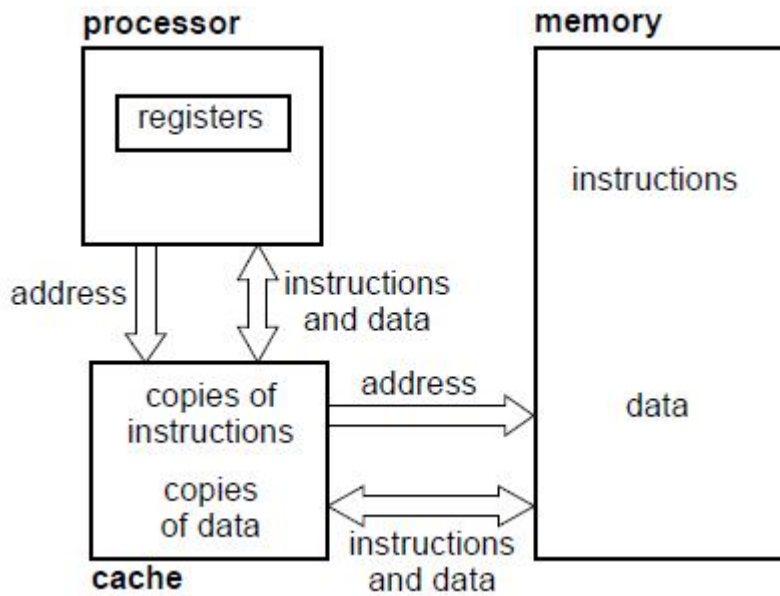 processor
memory
registers
instructions
address
instructions
and data
copies of
instructions
address
data
copies
of data
instructions
and data
cache